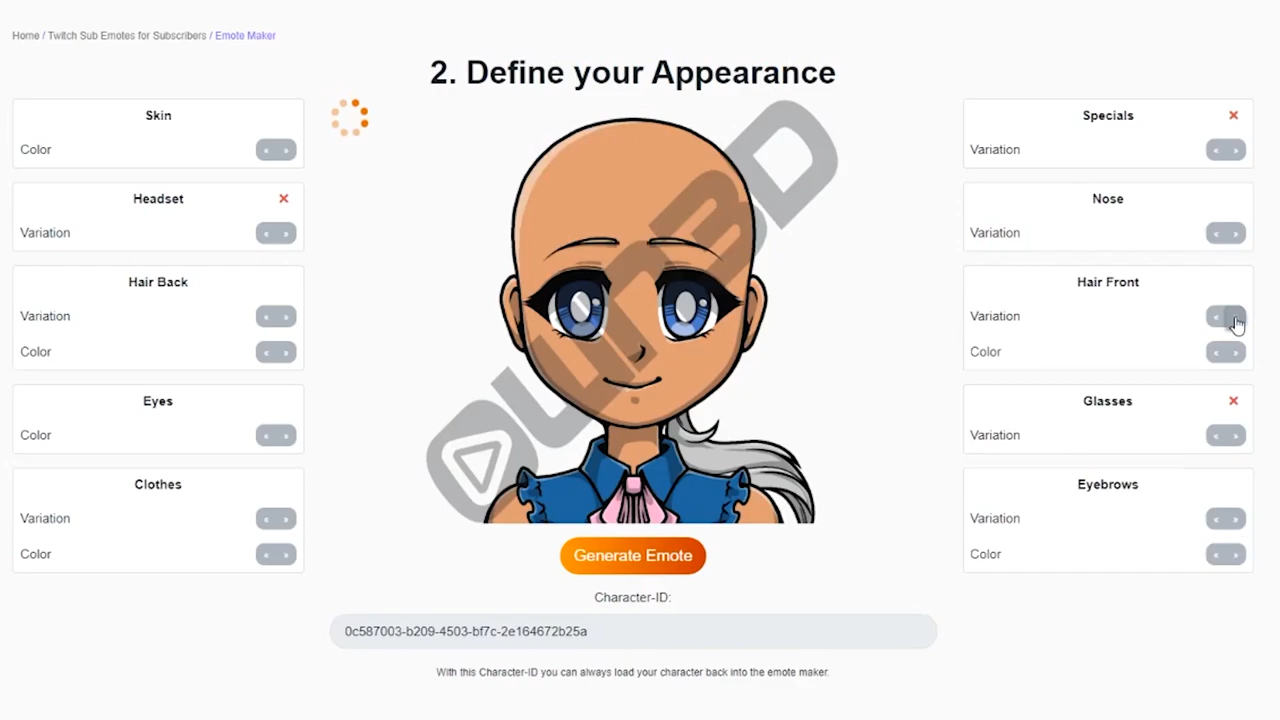 Home / Twitch Sub Emotes for Subscribers / Emote Maker
2. Define your Appearance
Skin
Color
Headset
Variation
Hair Back
Variation
Color
Eyes
Color
Clothes
Variation
Color
OWN3D
Generate Emote
Character-ID:
0c587003-b209-4503-bf7c-2e164672b25a
With this Character-ID you can always load your character back into the emote maker.
Specials
Variation
Nose
Variation
Hair Front
Variation
Color
Glasses
Variation
Eyebrows
Variation
Color